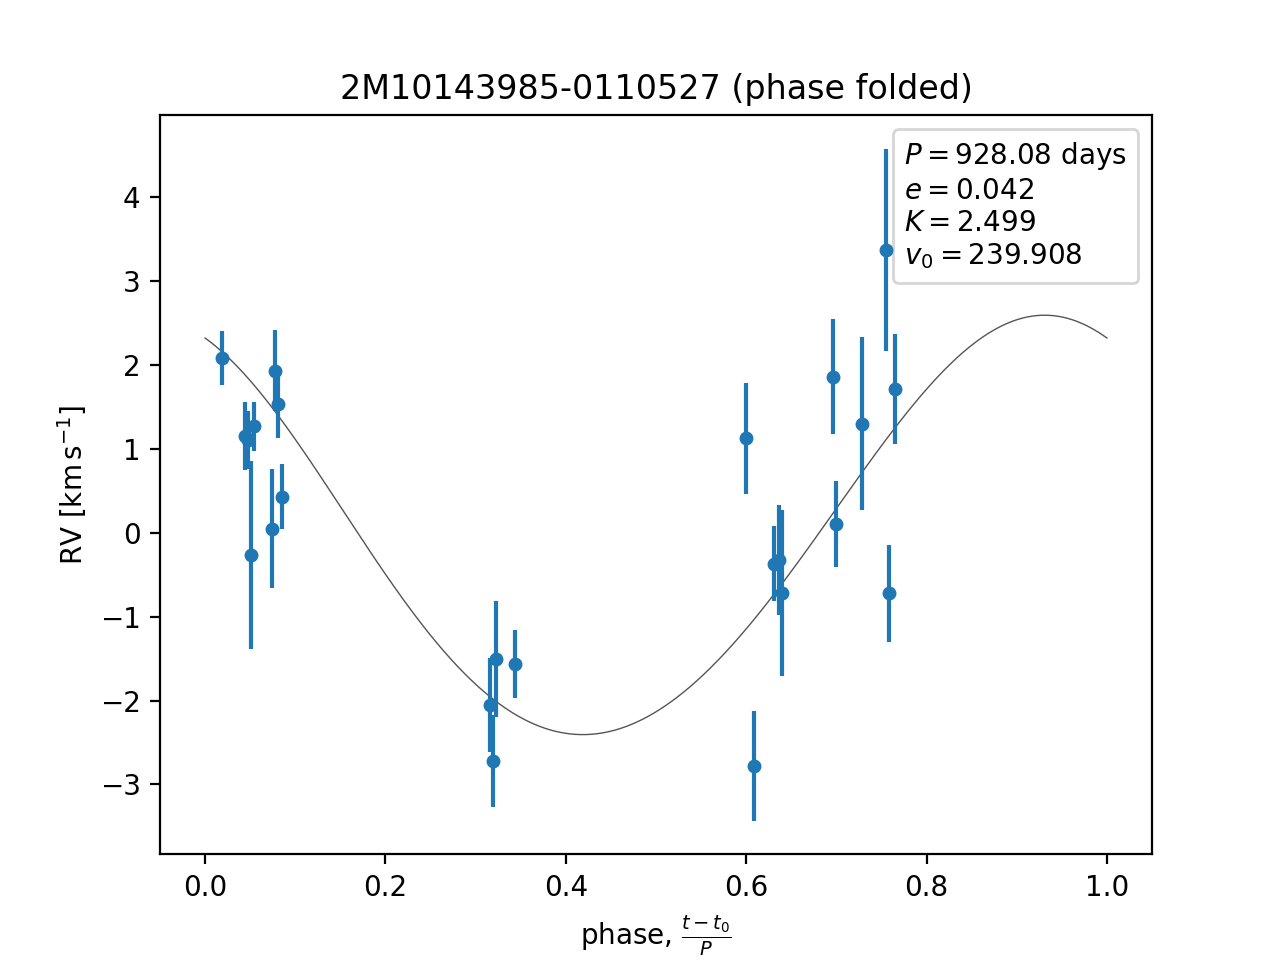 2M10143985-0110527 (phase folded)
P = 928.08 days
e = 0.042
K = 2.499
v₀ = 239.908
RV [km s⁻¹]
4
3
2
1
0
−1
−2
−3
0.0 0.2 0.4 0.6 0.8 1.0
phase, (t − t₀)/P